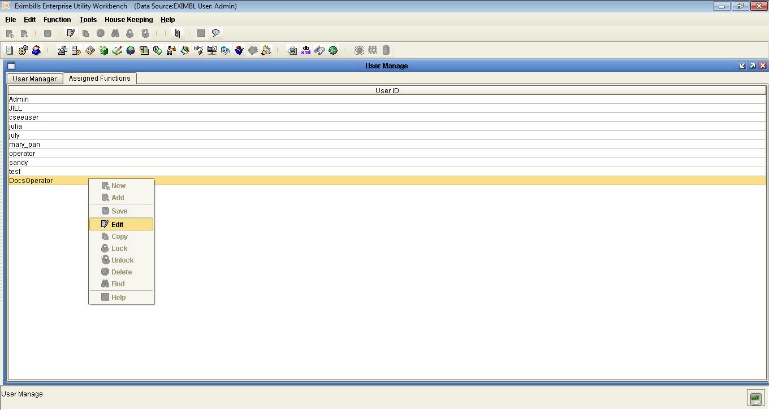 Eximbills Enterprise Utility Workbench (Data Source:EXIMBL User: Admin)
File Edit Function Tools House Keeping Help
User Manage
User Manager Assigned Functions
User ID
Admin
JILL
cseeuser
julia
july
mary_pan
operator
sandy
test
DocsOperator
New
Add
Save
Edit
Copy
Lock
Unlock
Delete
Find
Help
User Manage